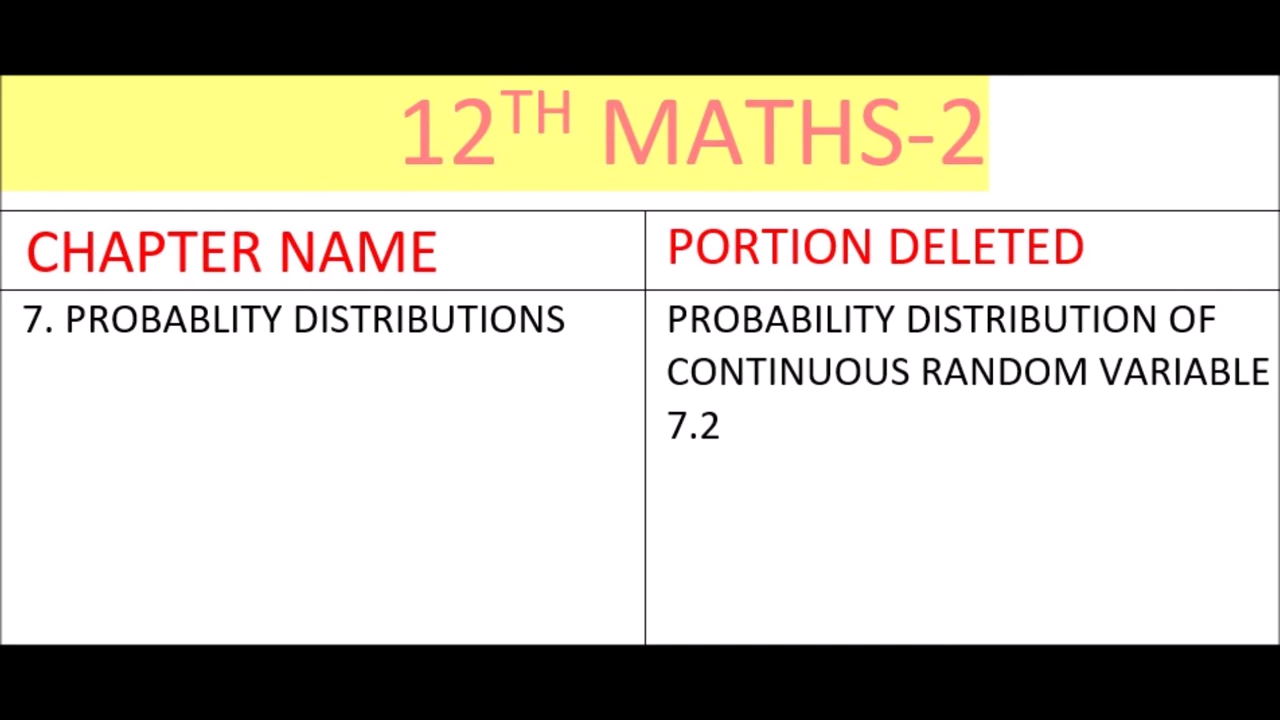 12TH MATHS-2
CHAPTER NAME
PORTION DELETED
7. PROBABLITY DISTRIBUTIONS
PROBABILITY DISTRIBUTION OF
CONTINUOUS RANDOM VARIABLE
7.2